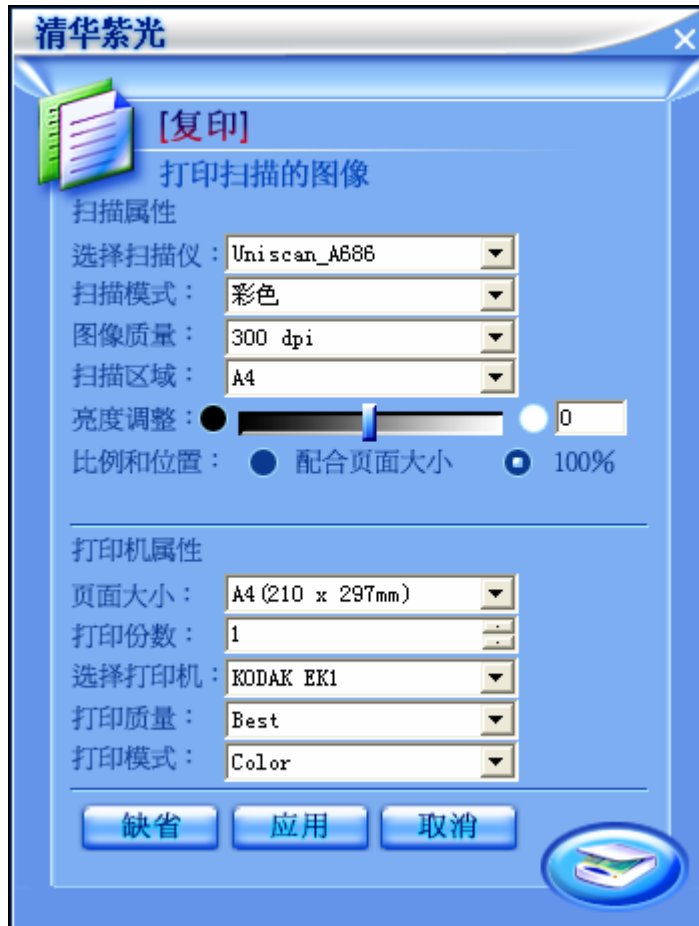 清华紫光
[复印]
打印扫描的图像
扫描属性
选择扫描仪：Uniscan_A686
扫描模式：彩色
图像质量：300 dpi
扫描区域：A4
亮度调整：0
比例和位置：配合页面大小 100%
打印机属性
页面大小：A4(210 x 297mm)
打印份数：1
选择打印机：KODAK EK1
打印质量：Best
打印模式：Color
缺省 应用 取消